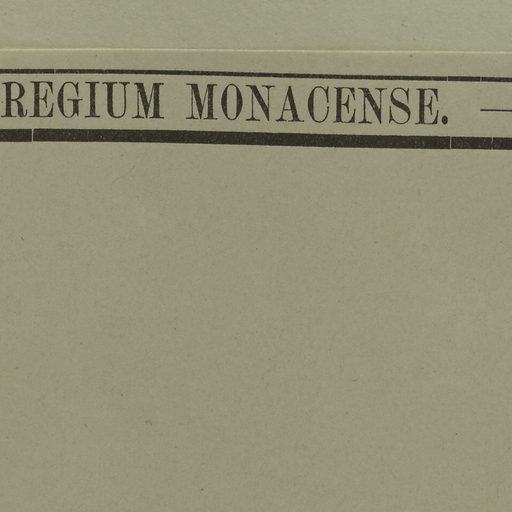 REGIUM MONACENSE. —